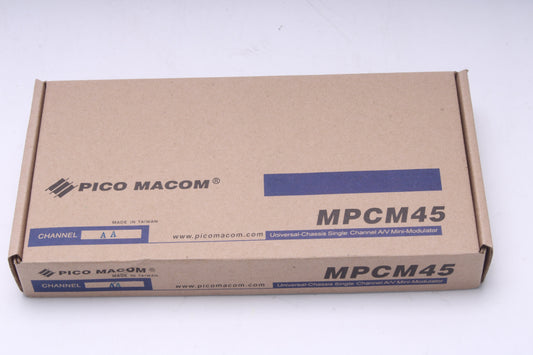 PICO MACOM®
MPCM45
MADE IN TAIWAN
CHANNEL AA www.picomacom.com Universal-Chassis Single Channel A/V Mini-Modulator
PICO MACOM®
MPCM45
MADE IN TAIWAN
CHANNEL AA www.picomacom.com Universal-Chassis Single Channel A/V Mini-Modulator